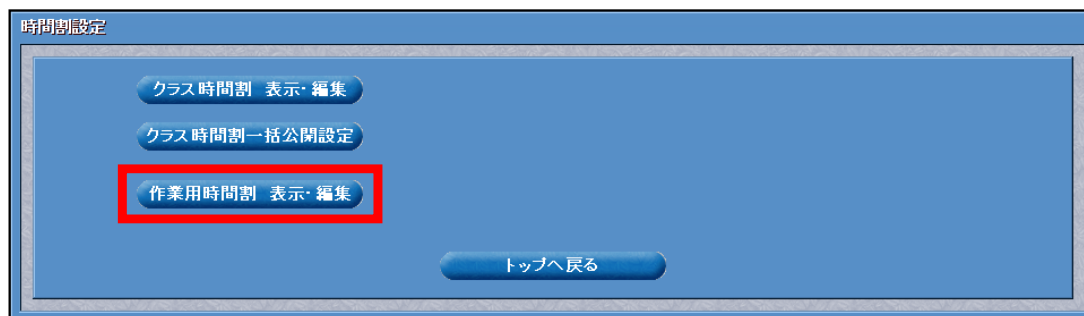 時間割設定
クラス時間割 表示・編集
クラス時間割一括公開設定
作業用時間割 表示・編集
トップへ戻る